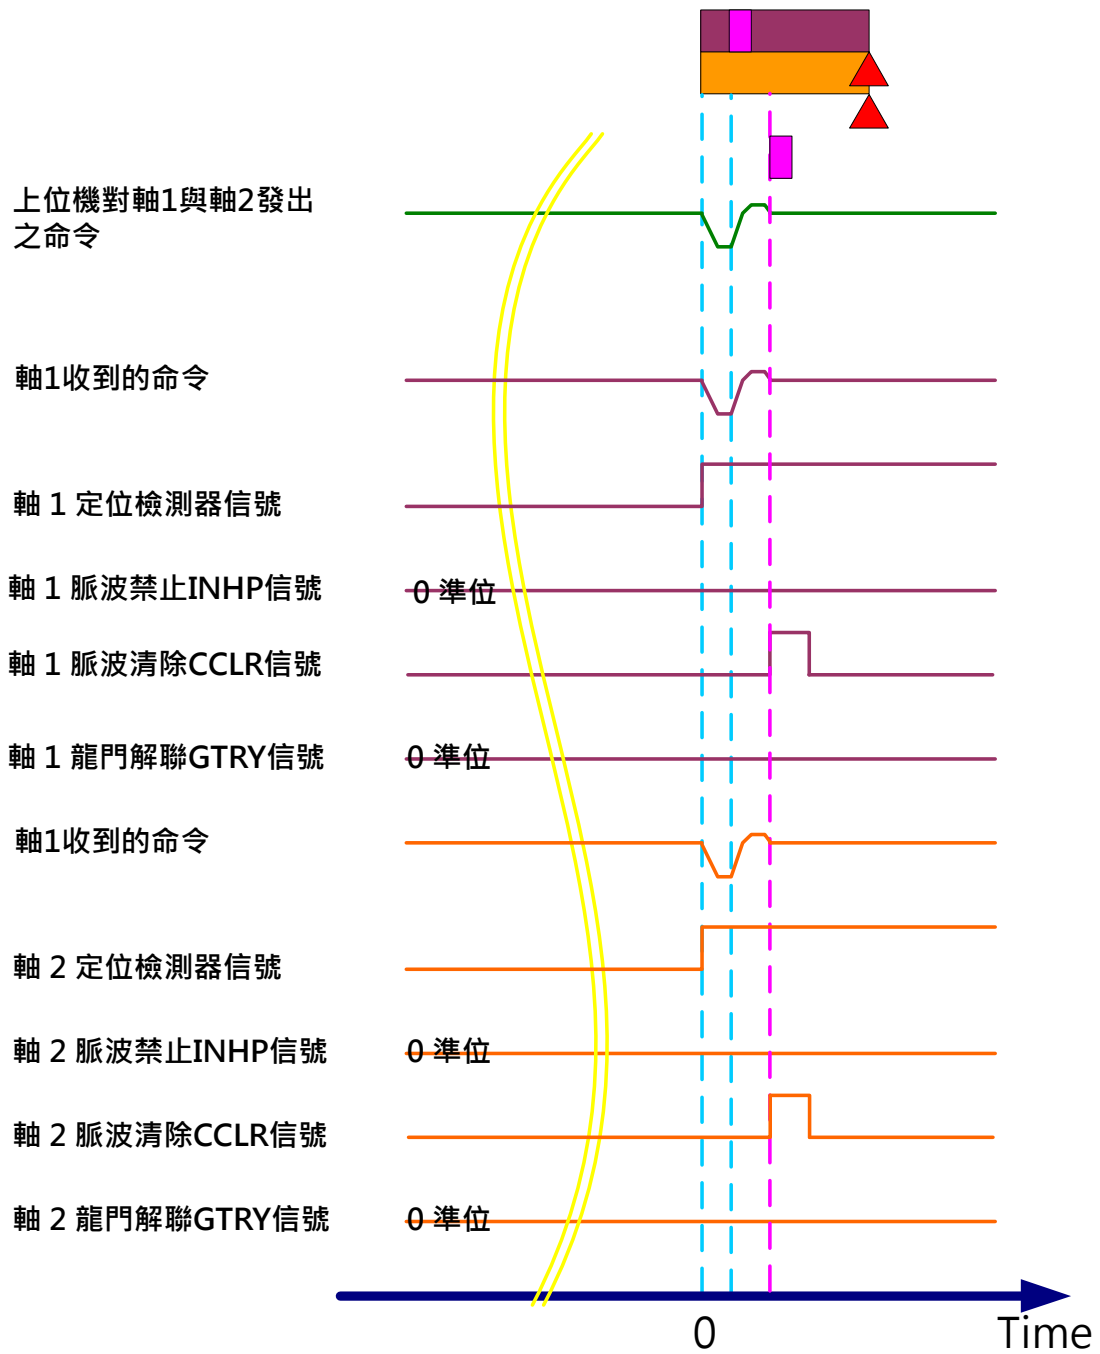 上位機對軸1與軸2發出
之命令
軸1收到的命令
軸 1 定位檢測器信號
軸 1 脈波禁止INHP信號
0 準位
軸 1 脈波清除CCLR信號
軸 1 龍門解聯GTRY信號
0 準位
軸1收到的命令
軸 2 定位檢測器信號
軸 2 脈波禁止INHP信號
0 準位
軸 2 脈波清除CCLR信號
軸 2 龍門解聯GTRY信號
0 準位
0
Time